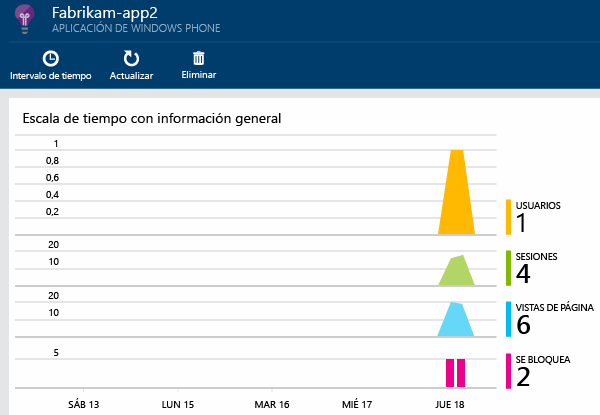 Fabrikam-app2
APLICACIÓN DE WINDOWS PHONE
Intervalo de tiempo Actualizar Eliminar
Escala de tiempo con información general
1
0,8
0,6
0,4
0,2
USUARIOS
1
20
10
SESIONES
4
20
10
VISTAS DE PÁGINA
6
5
SE BLOQUEA
2
SÁB 13 LUN 15 MAR 16 MIÉ 17 JUE 18